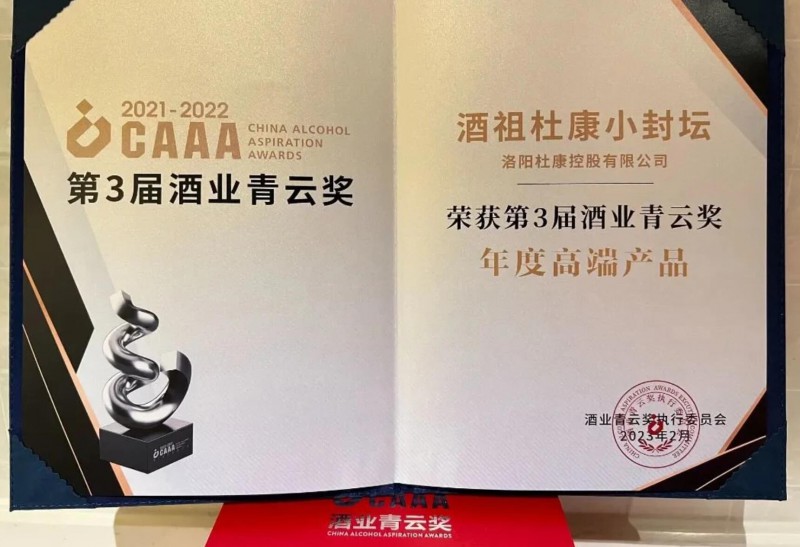 2021-2022
CAAA
CHINA ALCOHOL
ASPIRATION
AWARDS
第3届酒业青云奖
CAAA
酒祖杜康小封坛
洛阳杜康控股有限公司
荣获第3届酒业青云奖
年度高端产品
酒业青云奖执行委员会
2023年2月
CAAA
酒业青云奖
CHINA ALCOHOL ASPIRATION AWARDS